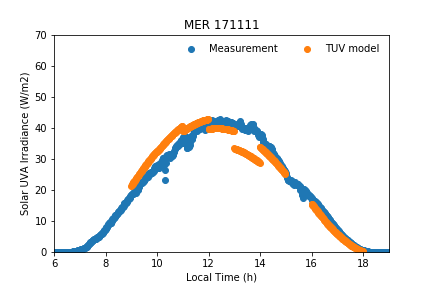 MER 171111
Measurement TUV model
Solar UVA Irradiance (W/m2)
70
60
50
40
30
20
10
0
6 8 10 12 14 16 18
Local Time (h)